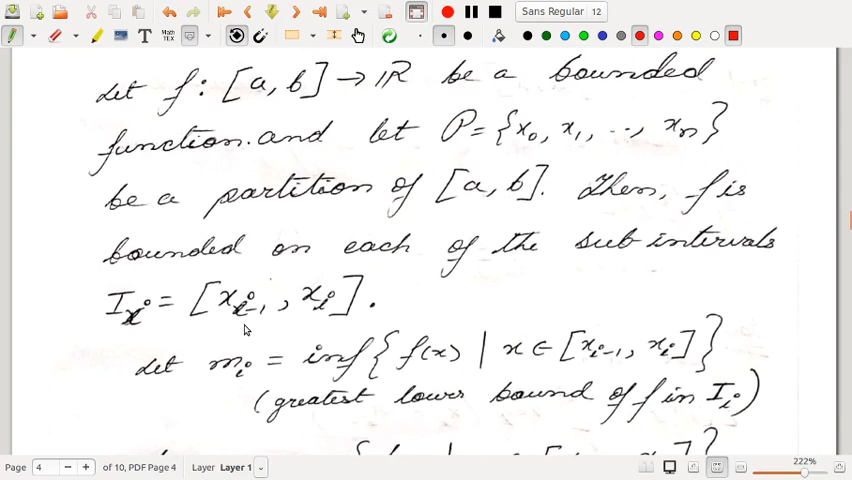 Sans Regular 12
Math
TEX
Let f : [a, b] → ℝ be a bounded
function. and let P = {x₀, x₁, .., xₙ}
be a partition of [a, b]. Then, f is
bounded on each of the sub intervals
Iᵢ = [xᵢ₋₁, xᵢ].
Let mᵢ = inf{ f(x) | x ∈ [xᵢ₋₁, xᵢ] }
(greatest lower bound of f in Iᵢ)
Page 4 of 10, PDF Page 4 Layer Layer 1 222%